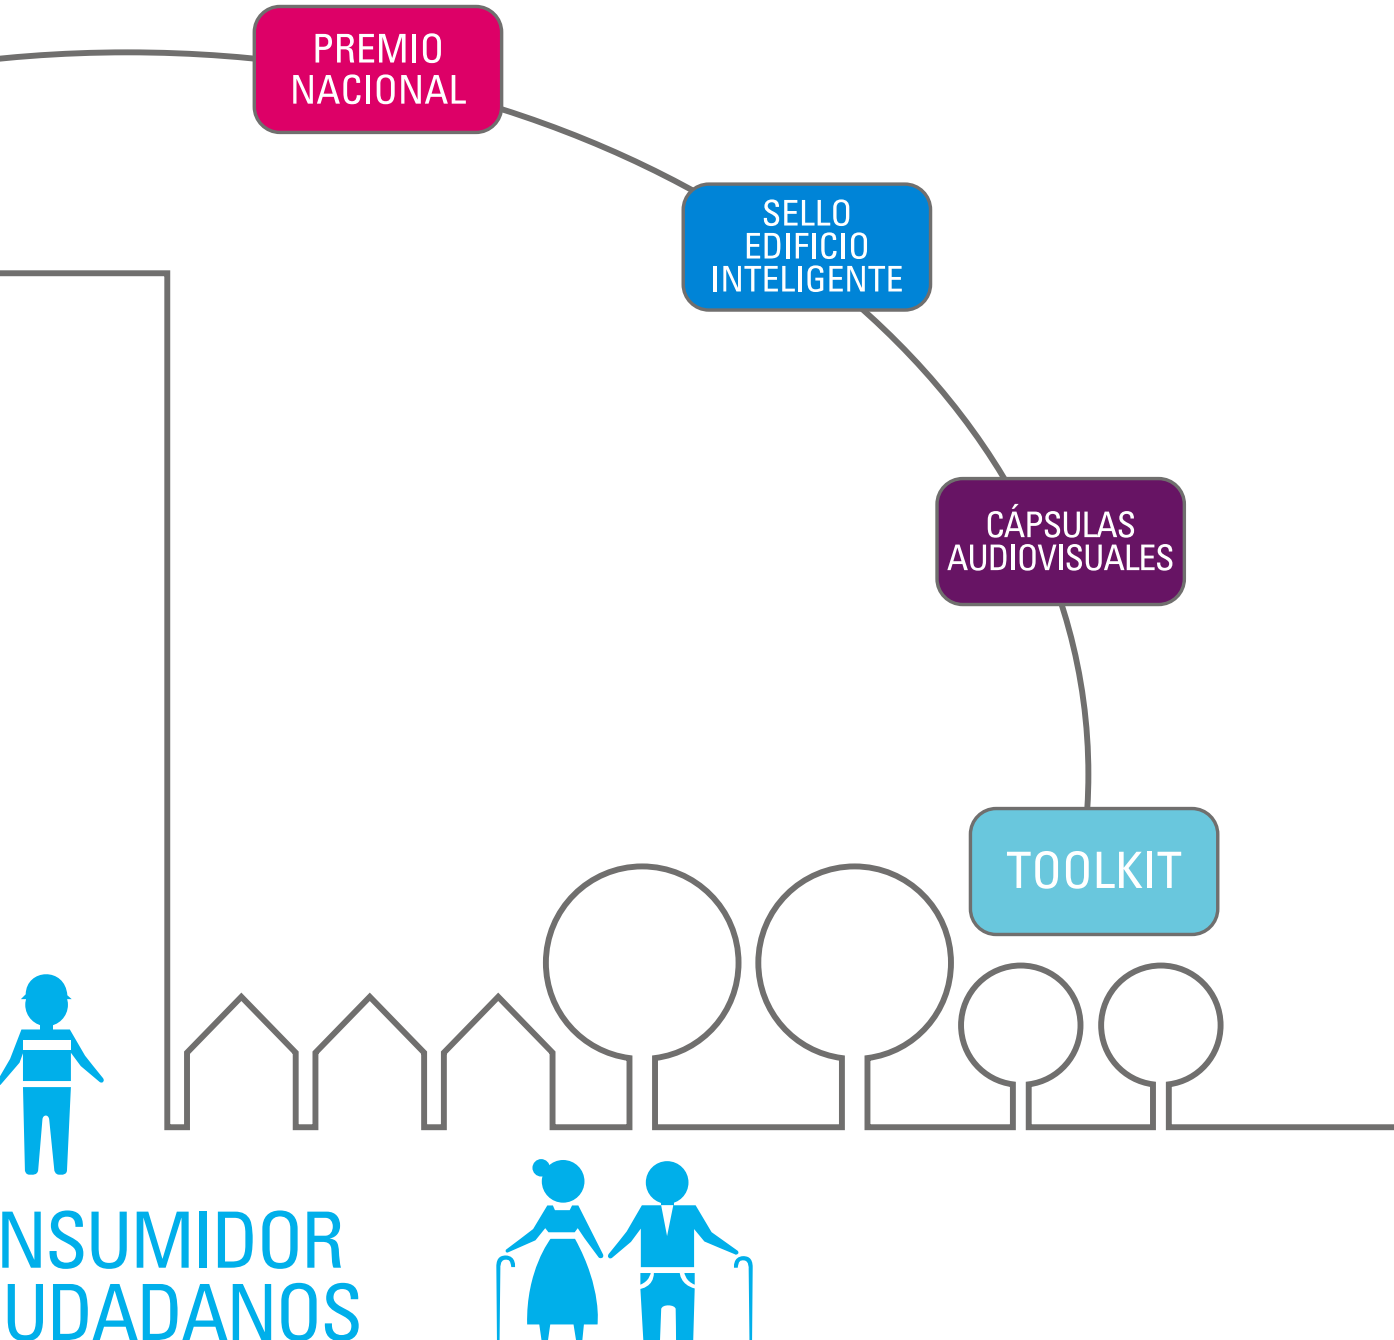 PREMIO
NACIONAL
SELLO
EDIFICIO
INTELIGENTE
CÁPSULAS
AUDIOVISUALES
TOOLKIT
NSUMIDOR
UDADANOS